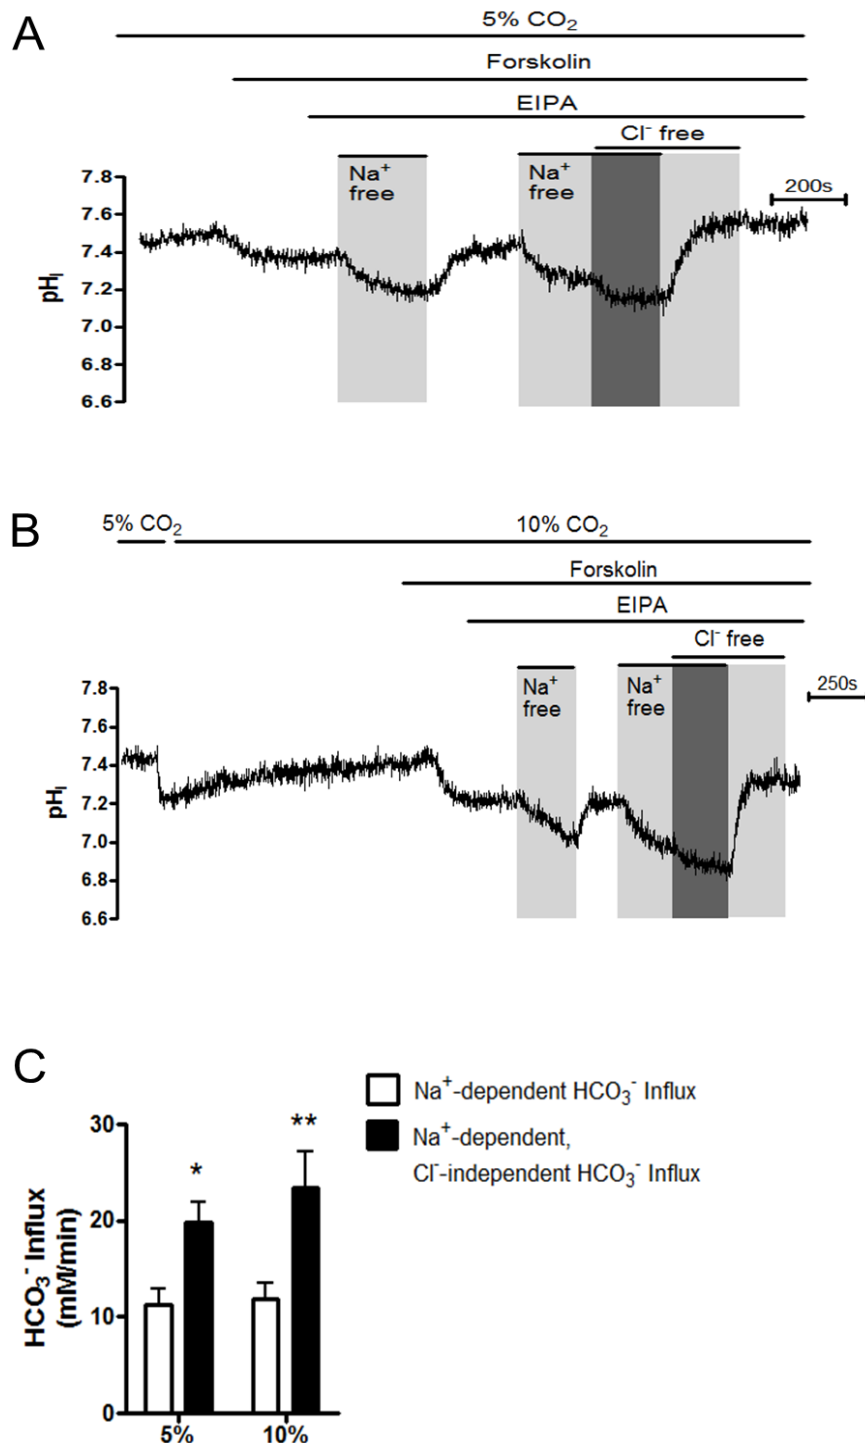 A
5% CO₂
Forskolin
EIPA
Cl⁻ free
Na⁺
free
Na⁺
free
200s
7.8
7.6
7.4
7.2
7.0
6.8
6.6
pHᵢ
B
5% CO₂
10% CO₂
Forskolin
EIPA
Cl⁻ free
Na⁺
free
Na⁺
free
250s
7.8
7.6
7.4
7.2
7.0
6.8
6.6
pHᵢ
C
Na⁺-dependent HCO₃⁻ Influx
Na⁺-dependent,
Cl⁻-independent HCO₃⁻ Influx
30
20
10
0
HCO₃⁻ Influx
(mM/min)
*
**
5%
10%